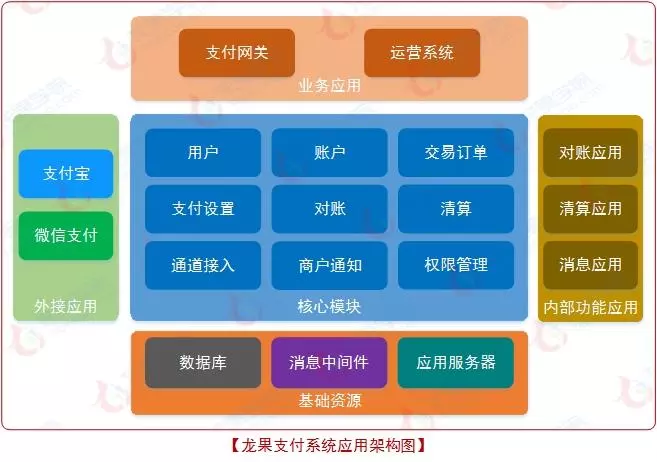 支付网关 运营系统
业务应用
支付宝
微信支付
外接应用
用户 账户 交易订单
支付设置 对账 清算
通道接入 商户通知 权限管理
核心模块
对账应用
清算应用
消息应用
内部功能应用
数据库 消息中间件 应用服务器
基础资源
【龙果支付系统应用架构图】